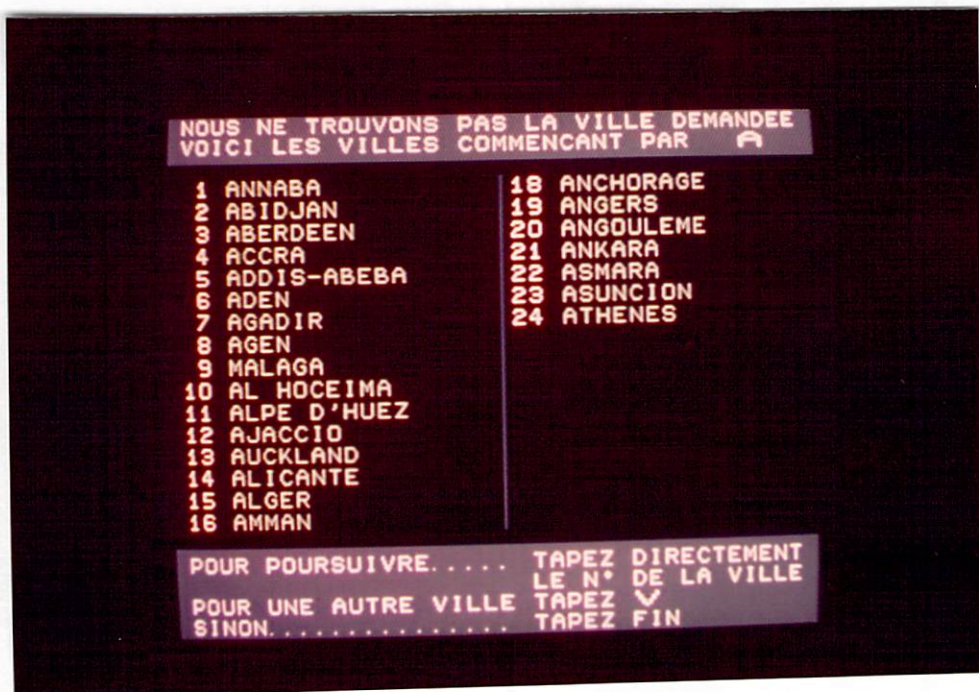 NOUS NE TROUVONS PAS LA VILLE DEMANDEE
VOICI LES VILLES COMMENCANT PAR A
1 ANNABA
2 ABIDJAN
3 ABERDEEN
4 ACCRA
5 ADDIS-ABEBA
6 ADEN
7 AGADIR
8 AGEN
9 MALAGA
10 AL HOCEIMA
11 ALPE D'HUEZ
12 AJACCIO
13 AUCKLAND
14 ALICANTE
15 ALGER
16 AMMAN
18 ANCHORAGE
19 ANGERS
20 ANGOULEME
21 ANKARA
22 ASMARA
23 ASUNCION
24 ATHENES
POUR POURSUIVRE..... TAPEZ DIRECTEMENT
LE N° DE LA VILLE
POUR UNE AUTRE VILLE TAPEZ V
SINON............... TAPEZ FIN